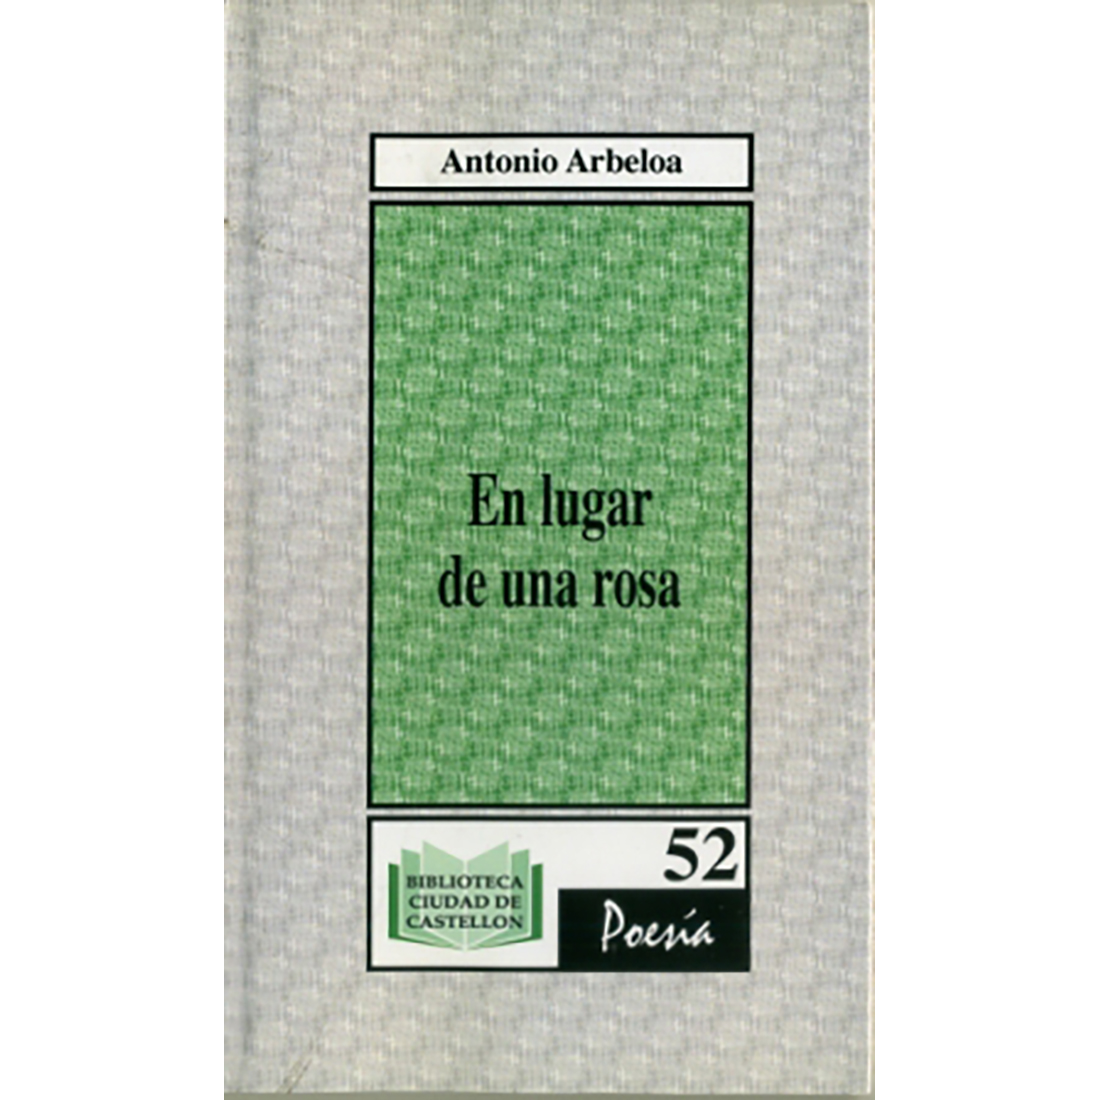 Antonio Arbeloa
En lugar
de una rosa
52
BIBLIOTECA
CIUDAD DE
CASTELLON
Poesía